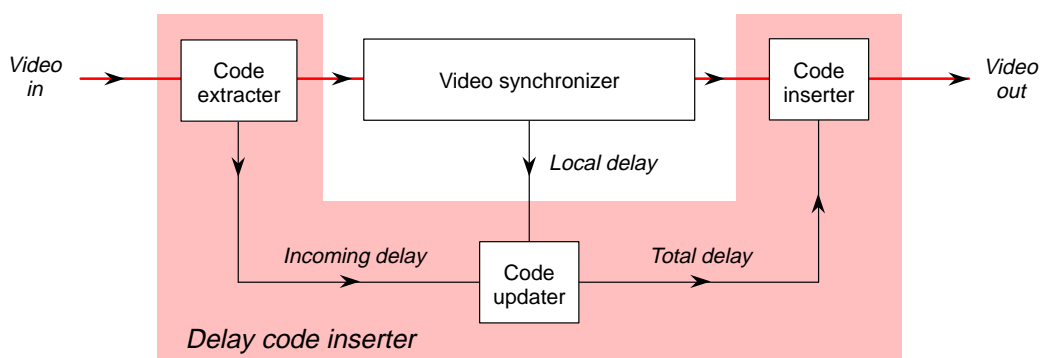 Video
in
Code
extracter
Video synchronizer
Code
inserter
Video
out
Local delay
Incoming delay
Code
updater
Total delay
Delay code inserter